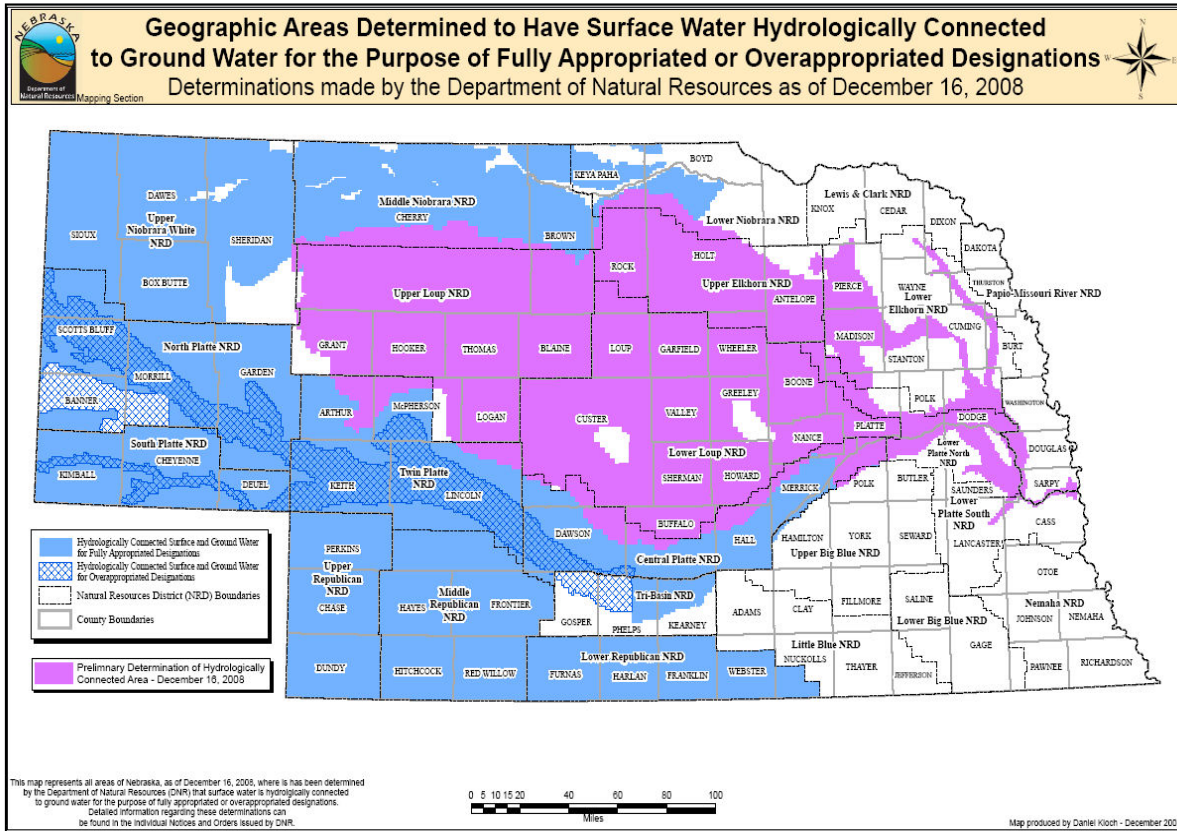 NEBRASKA
Department of
Natural Resources
Mapping Section
Geographic Areas Determined to Have Surface Water Hydrologically Connected
to Ground Water for the Purpose of Fully Appropriated or Overappropriated Designations
Determinations made by the Department of Natural Resources as of December 16, 2008
N
W
E
S
BOYD
KEYA PAHA
DAWES
Upper
Niobrara White
NRD
SIOUX
SHERIDAN
BOX BUTTE
Middle Niobrara NRD
CHERRY
BROWN
Lower Niobrara NRD
Lewis & Clark NRD
KNOX
CEDAR
DIXON
DAKOTA
ROCK
HOLT
Upper Elkhorn NRD
ANTELOPE
PIERCE
WAYNE
Lower
Elkhorn NRD
THURSTON
Papio-Missouri River NRD
Upper Loup NRD
SCOTTS BLUFF
North Platte NRD
MORRILL
GARDEN
BANNER
GRANT
HOOKER
THOMAS
BLAINE
LOUP
GARFIELD
WHEELER
MADISON
STANTON
CUMING
BURT
ARTHUR
McPHERSON
LOGAN
CUSTER
VALLEY
GREELEY
BOONE
PLATTE
POLK
DODGE
WASHINGTON
NANCE
Lower Loup NRD
SHERMAN
HOWARD
MERRICK
POLK
BUTLER
Lower
Platte North
NRD
SAUNDERS
DOUGLAS
SARPY
South Platte NRD
CHEYENNE
KIMBALL
DEUEL
KEITH
Twin Platte
NRD
LINCOLN
DAWSON
BUFFALO
HALL
Central Platte NRD
HAMILTON
YORK
SEWARD
Upper Big Blue NRD
Lower
Platte South
NRD
LANCASTER
CASS
OTOE
PERKINS
Upper
Republican
NRD
CHASE
Middle
Republican
NRD
HAYES
FRONTIER
GOSPER
PHELPS
KEARNEY
Tri-Basin NRD
ADAMS
CLAY
FILLMORE
SALINE
Lower Big Blue NRD
GAGE
Nemaha NRD
JOHNSON
NEMAHA
DUNDY
HITCHCOCK
RED WILLOW
Lower Republican NRD
FURNAS
HARLAN
FRANKLIN
WEBSTER
Little Blue NRD
NUCKOLLS
THAYER
JEFFERSON
PAWNEE
RICHARDSON
Hydrologically Connected Surface and Ground Water
for Fully Appropriated Designations
Hydrologically Connected Surface and Ground Water
for Overappropriated Designations
Natural Resources District (NRD) Boundaries
County Boundaries
Prelimnary Determination of Hydrologically
Connected Area - December 16, 2008
This map represents all areas of Nebraska, as of December 16, 2008, where is has been determined
by the Department of Natural Resources (DNR) that surface water is hydrolgically connected
to ground water for the purpose of fully appropriated or overappropriated designations.
Detailed information regarding these determinations can
be found in the Individual Notices and Orders issued by DNR.
0 5 10 15 20 40 60 80 100
Miles
Map produced by Daniel Kloch - December 200